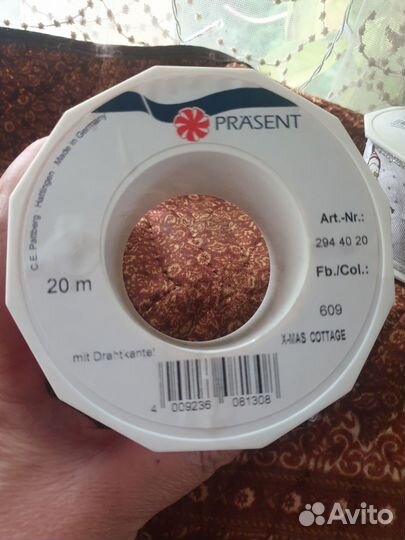 PRÄSENT
C.E. Pattberg Hattingen Made in Germany
20 m
Art.-Nr.:
294 40 20
Fb./Col.:
609
X-MAS COTTAGE
mit Drahtkante!
4 009236 081308
Avito